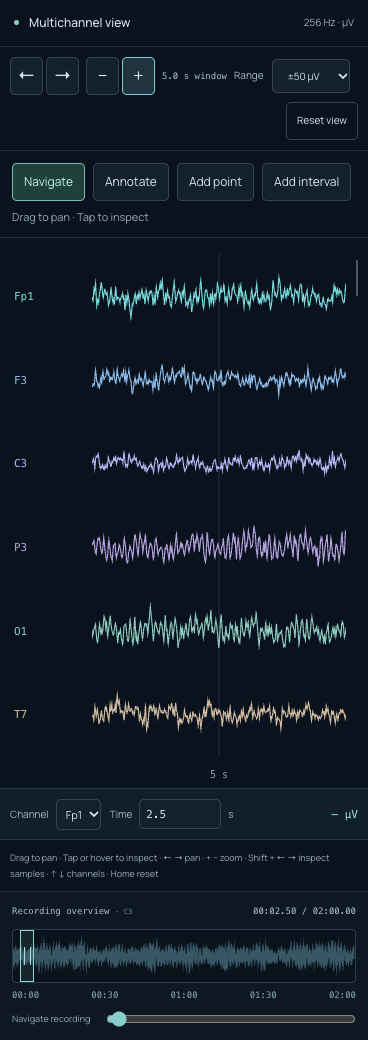 Multichannel view 256 Hz · µV
← → − + 5.0 s window Range ±50 µV
Reset view
Navigate Annotate Add point Add interval
Drag to pan · Tap to inspect
Fp1
F3
C3
P3
O1
T7
5 s
Channel Fp1 Time 2.5 s — µV
Drag to pan · Tap or hover to inspect · ← → pan · + − zoom · Shift + ← → inspect
samples · ↑ ↓ channels · Home reset
Recording overview · C3 00:02.50 / 02:00.00
00:00 00:30 01:00 01:30 02:00
Navigate recording